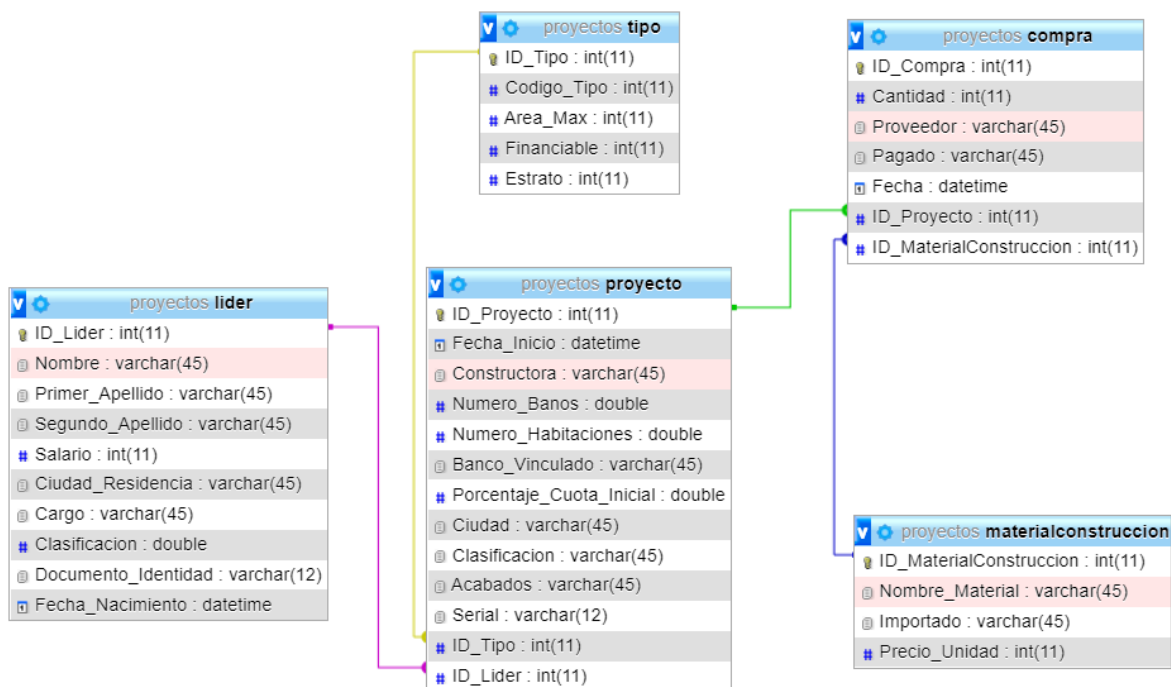 proyectos tipo
ID_Tipo : int(11)
Codigo_Tipo : int(11)
Area_Max : int(11)
Financiable : int(11)
Estrato : int(11)
proyectos compra
ID_Compra : int(11)
Cantidad : int(11)
Proveedor : varchar(45)
Pagado : varchar(45)
Fecha : datetime
ID_Proyecto : int(11)
ID_MaterialConstruccion : int(11)
proyectos lider
ID_Lider : int(11)
Nombre : varchar(45)
Primer_Apellido : varchar(45)
Segundo_Apellido : varchar(45)
Salario : int(11)
Ciudad_Residencia : varchar(45)
Cargo : varchar(45)
Clasificacion : double
Documento_Identidad : varchar(12)
Fecha_Nacimiento : datetime
proyectos proyecto
ID_Proyecto : int(11)
Fecha_Inicio : datetime
Constructora : varchar(45)
Numero_Banos : double
Numero_Habitaciones : double
Banco_Vinculado : varchar(45)
Porcentaje_Cuota_Inicial : double
Ciudad : varchar(45)
Clasificacion : varchar(45)
Acabados : varchar(45)
Serial : varchar(12)
ID_Tipo : int(11)
ID_Lider : int(11)
proyectos materialconstruccion
ID_MaterialConstruccion : int(11)
Nombre_Material : varchar(45)
Importado : varchar(45)
Precio_Unidad : int(11)